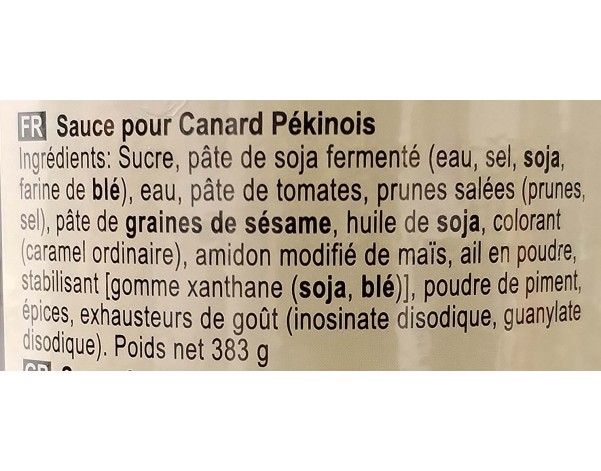 FR Sauce pour Canard Pékinois
Ingrédients: Sucre, pâte de soja fermenté (eau, sel, soja,
farine de blé), eau, pâte de tomates, prunes salées (prunes,
sel), pâte de graines de sésame, huile de soja, colorant
(caramel ordinaire), amidon modifié de maïs, ail en poudre,
stabilisant [gomme xanthane (soja, blé)], poudre de piment,
épices, exhausteurs de goût (inosinate disodique, guanylate
disodique). Poids net 383 g